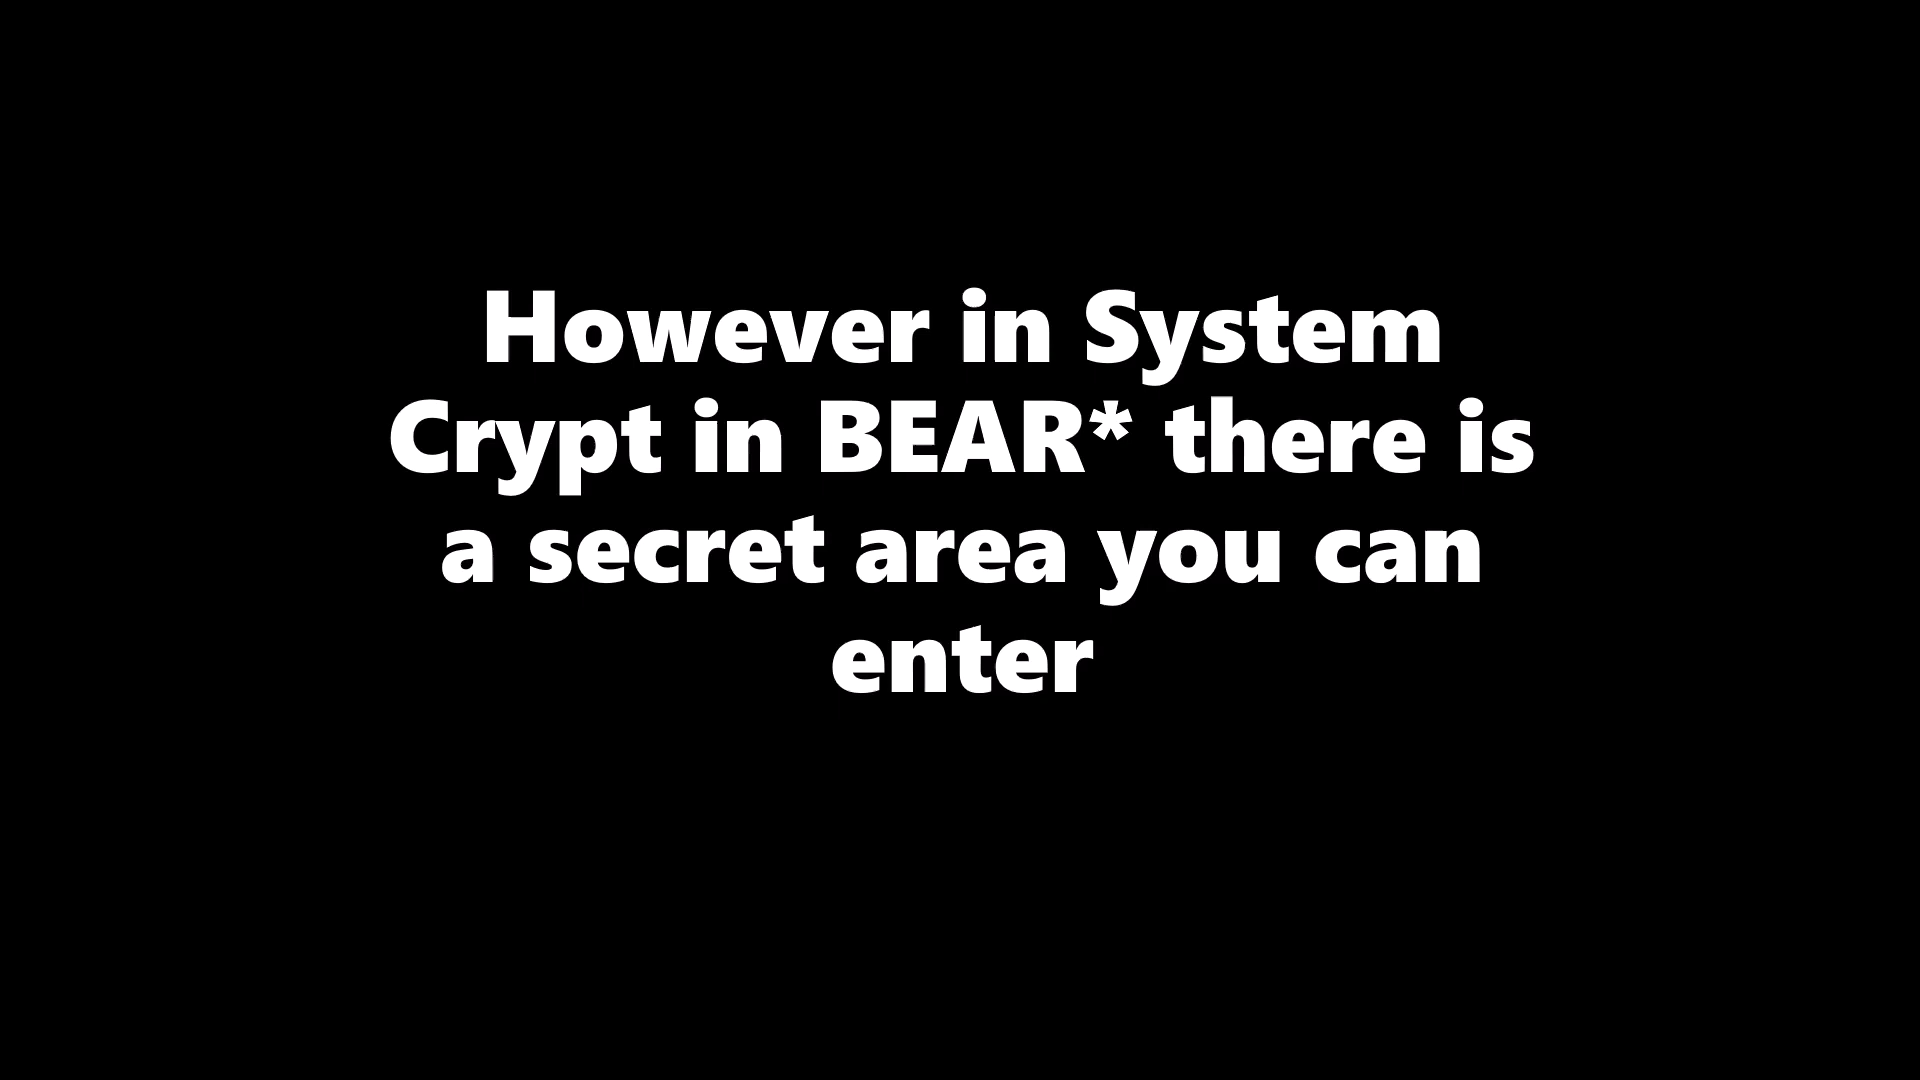 However in System
Crypt in BEAR* there is
a secret area you can
enter